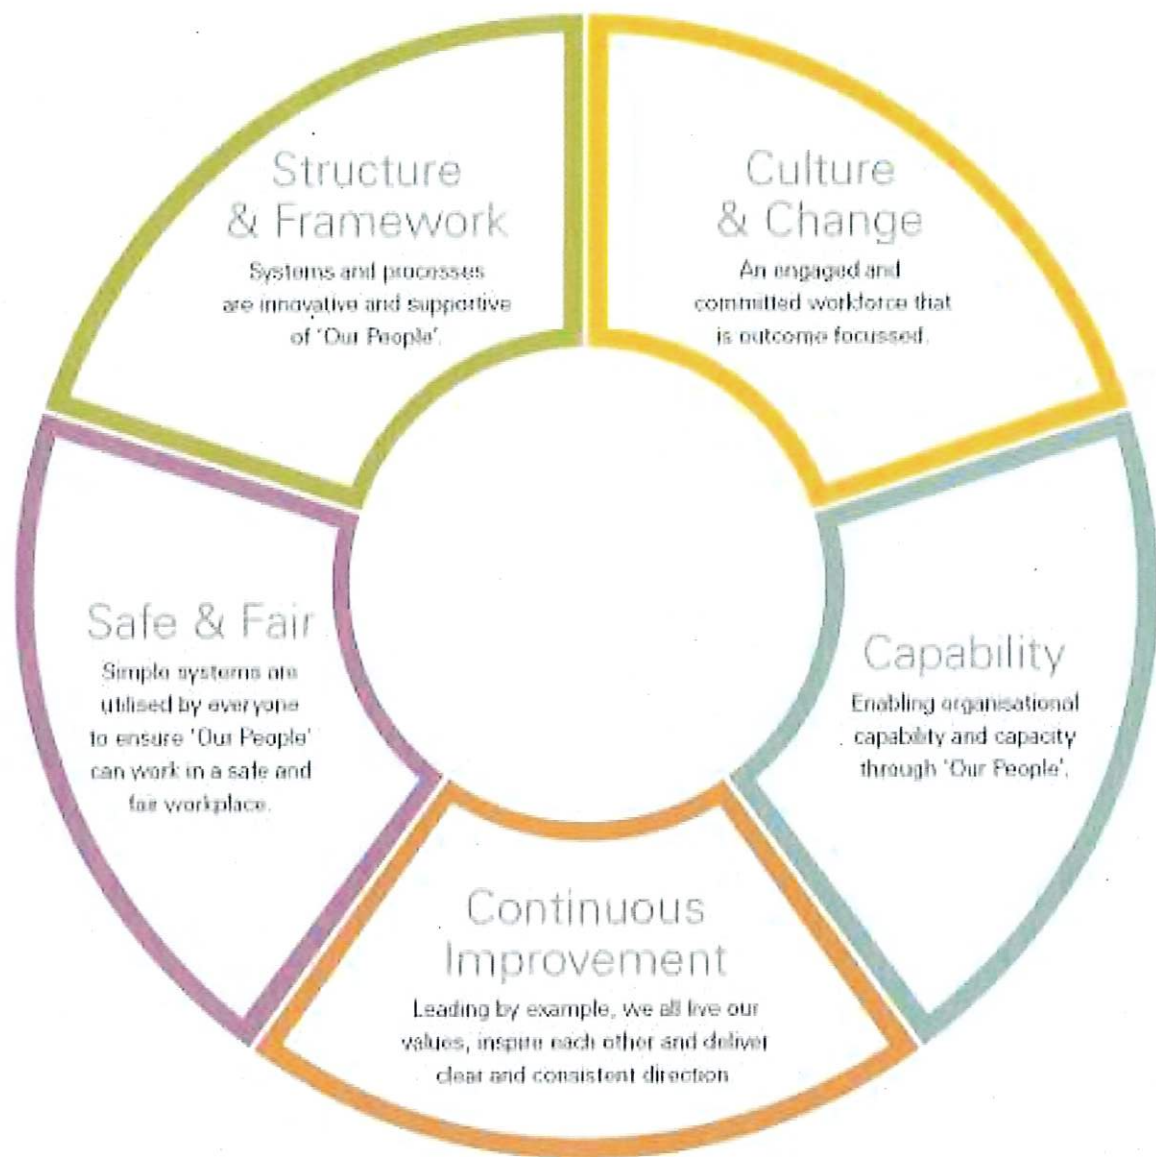 Structure
& Framework
Systems and processes
are innovative and supportive
of 'Our People'.
Culture
& Change
An engaged and
committed workforce that
is outcome focussed.
Safe & Fair
Simple systems are
utilised by everyone
to ensure 'Our People'
can work in a safe and
fair workplace.
Capability
Enabling organisational
capability and capacity
through 'Our People'.
Continuous
Improvement
Leading by example, we all live our
values, inspire each other and deliver
clear and consistent direction